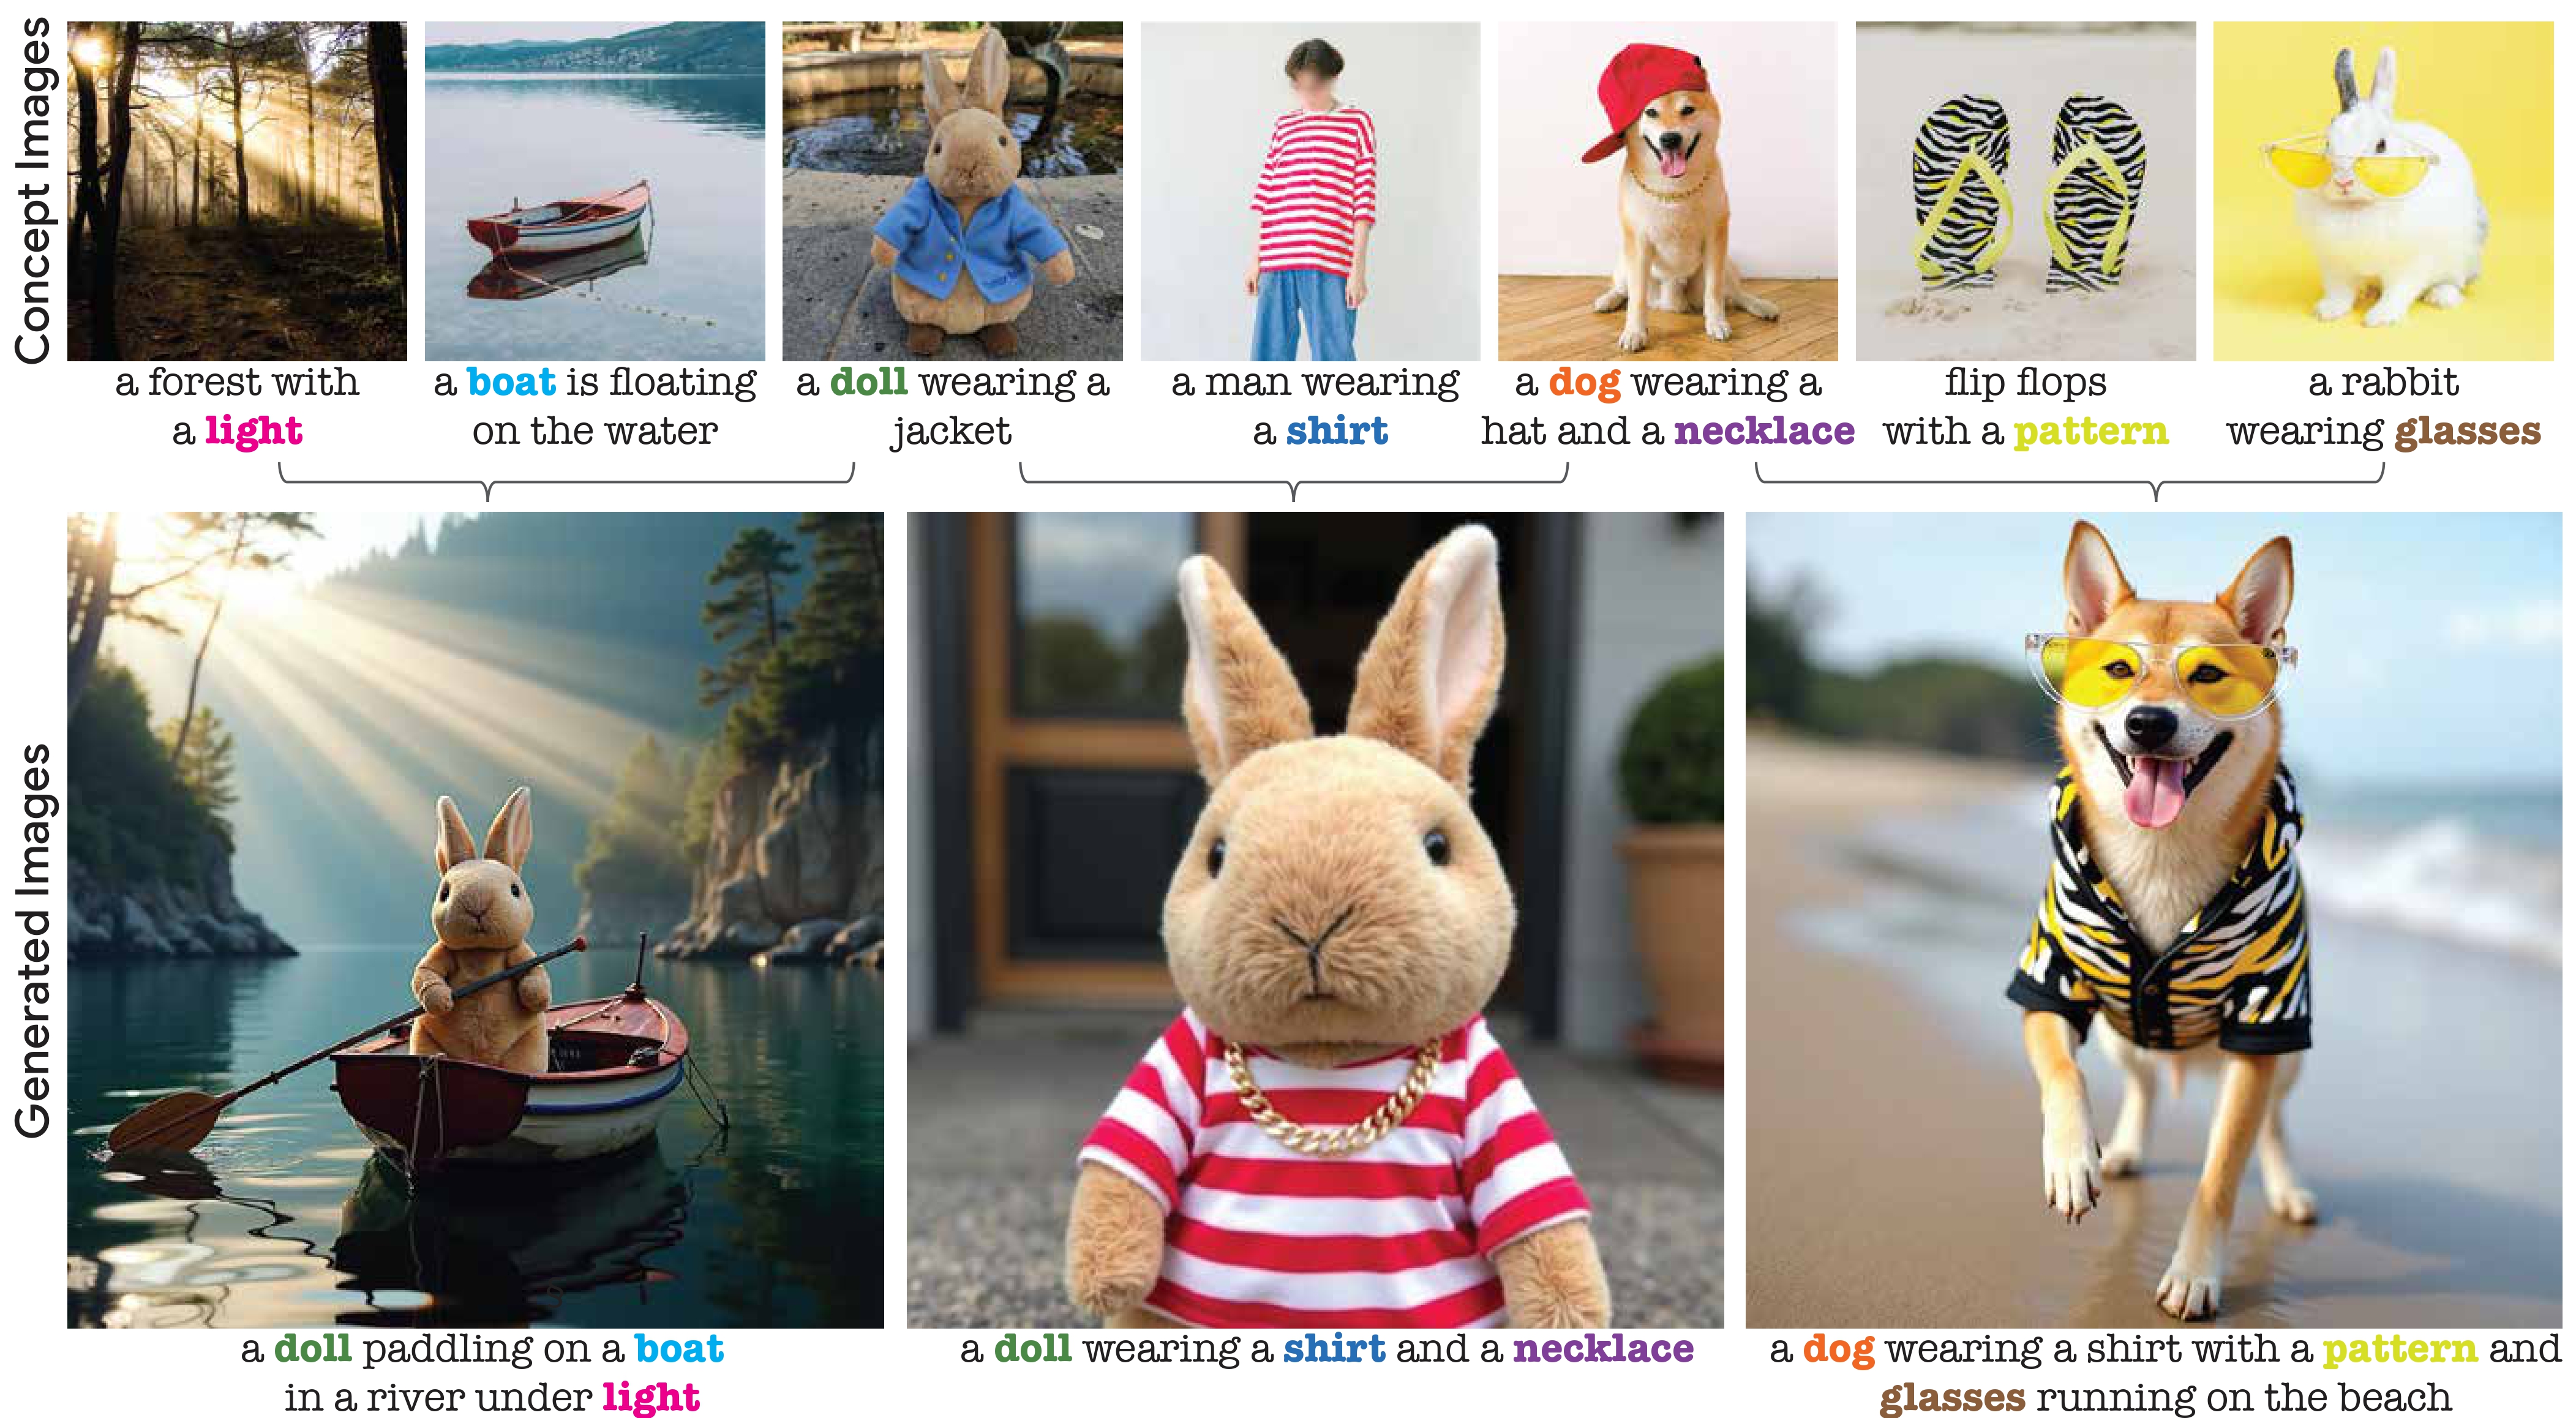 Concept Images
a forest with
a light
a boat is floating
on the water
a doll wearing a
jacket
a man wearing
a shirt
a dog wearing a
hat and a necklace
flip flops
with a pattern
a rabbit
wearing glasses
Generated Images
a doll paddling on a boat
in a river under light
a doll wearing a shirt and a necklace
a dog wearing a shirt with a pattern and
glasses running on the beach